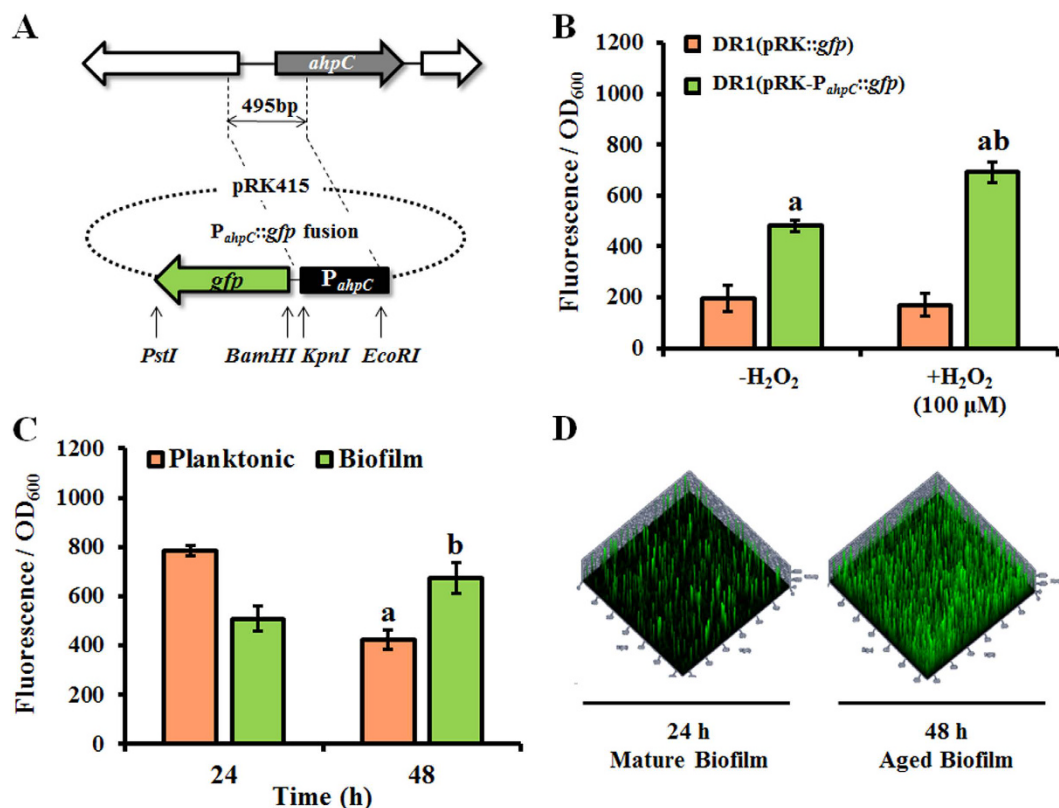 A
ahpC
495bp
pRK415
PahpC::gfp fusion
gfp
PahpC
PstI
BamHI
KpnI
EcoRI
B
Fluorescence / OD600
1200
1000
800
600
400
200
0
DR1(pRK::gfp)
DR1(pRK-PahpC::gfp)
a
ab
-H2O2
+H2O2
(100 µM)
C
Fluorescence / OD600
1200
1000
800
600
400
200
0
Planktonic
Biofilm
a
b
24
48
Time (h)
D
24 h
Mature Biofilm
48 h
Aged Biofilm